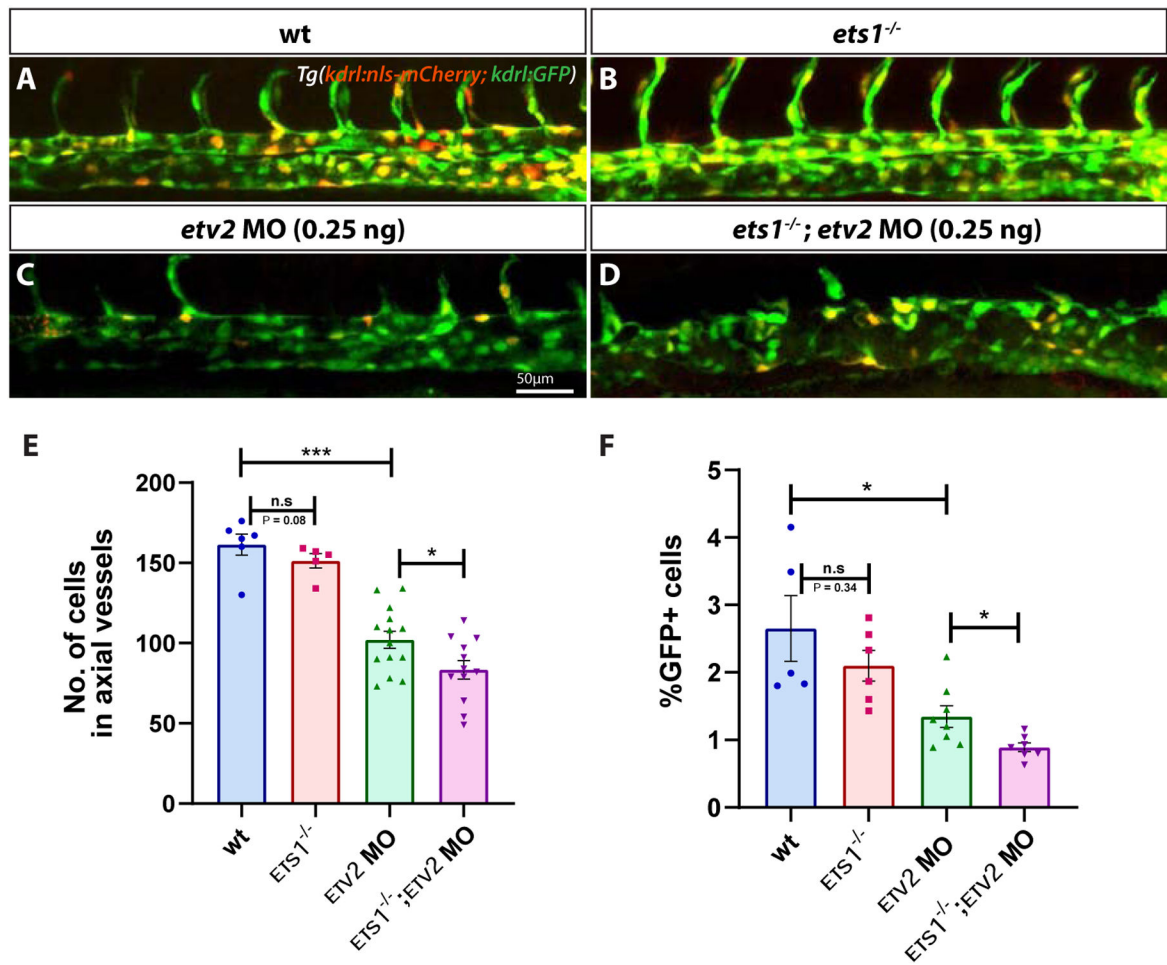 wt
ets1-/-
A
Tg(kdrl:nls-mCherry; kdrl:GFP)
B
etv2 MO (0.25 ng)
ets1-/-; etv2 MO (0.25 ng)
C
50μm
D
E
No. of cells
in axial vessels
200
150
100
50
0
***
n.s
P = 0.08
*
wt
ETS1-/-
ETV2 MO
ETS1-/-;ETV2 MO
F
%GFP+ cells
5
4
3
2
1
0
*
n.s
P = 0.34
*
wt
ETS1-/-
ETV2 MO
ETS1-/-;ETV2 MO